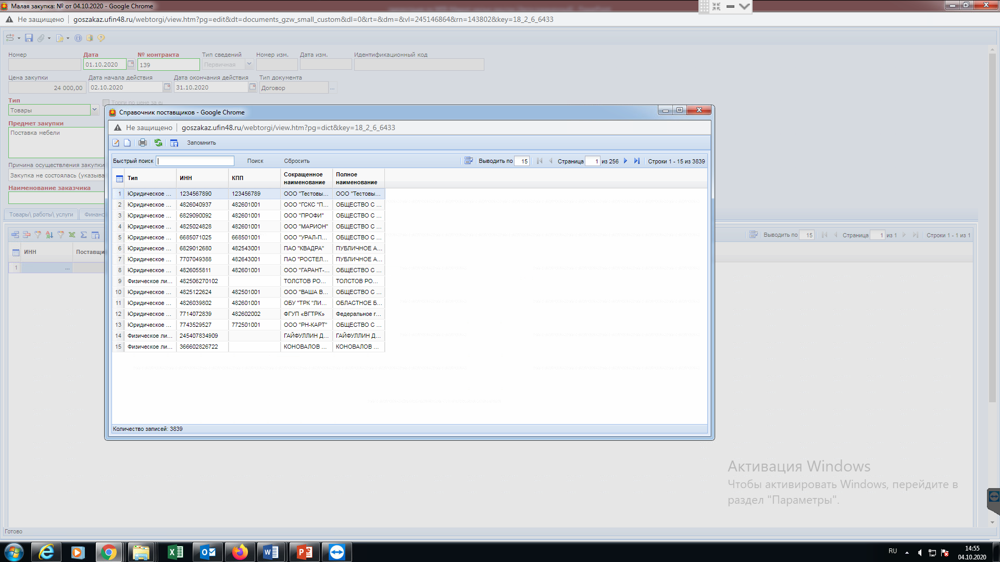 Малая закупка: № от 04.10.2020 - Google Chrome
Не защищено goszakaz.ufin48.ru/webtorgi/view.htm?pg=edit&dt=documents_gzw_small_custom&dl=0&rt=&dm=&vl=245146864&rn=143802&key=18_2_6_6433
Номер Дата № контракта Тип сведений Номер изм. Дата изм. Идентификационный код
01.10.2020 139 Первичная
Цена закупки Дата начала действия Дата окончания действия Тип документа
24 000,00 02.10.2020 31.10.2020 Договор ...
Тип Торги по цене за е
Товары
Предмет закупки
Поставка мебели
Причина осуществления закупки
Закупка не состоялась (указыва
Наименование заказчика
Товары\ работы\ услуги Финанс
Выводить по 15 Страница 1 из 1 Строки 1 - 1 из 1
ИНН Поставщи
1 ...
Справочник поставщиков - Google Chrome
Не защищено goszakaz.ufin48.ru/webtorgi/view.htm?pg=dict&key=18_2_6_6433
Запомнить
Быстрый поиск Поиск Сбросить Выводить по 15 Страница 1 из 256 Строки 1 - 15 из 3839
Тип ИНН КПП Сокращенное наименование Полное наименование
1 Юридическое ... 1234567890 123456789 ООО "Тестовы... ООО "Тестовы...
2 Юридическое ... 4826040937 482601001 ООО "ГСКС "П... ОБЩЕСТВО С ...
3 Юридическое ... 6829090092 482601001 ООО "ПРОФИ" ОБЩЕСТВО С ...
4 Юридическое ... 4825024828 482601001 ООО "МАРИОН" ОБЩЕСТВО С ...
5 Юридическое ... 6685071025 668501001 ООО "УРАЛ-П... ОБЩЕСТВО С ...
6 Юридическое ... 6829012680 482543001 ПАО "КВАДРА" ПУБЛИЧНОЕ А...
7 Юридическое ... 7707049388 482643001 ПАО "РОСТЕЛ... ПУБЛИЧНОЕ А...
8 Юридическое ... 4826055811 482601001 ООО "ГАРАНТ-... ОБЩЕСТВО С ...
9 Физическое ли... 482506270102 ТОЛСТОВ РО... ТОЛСТОВ РО...
10 Юридическое ... 4825122624 482501001 ООО "ВАША В... ОБЩЕСТВО С ...
11 Юридическое ... 4826039802 482601001 ОБУ "ТРК "ЛИ... ОБЛАСТНОЕ Б...
12 Юридическое ... 7714072839 482602002 ФГУП «ВГТРК» Федеральное г...
13 Юридическое ... 7743529527 772501001 ООО "РН-КАРТ" ОБЩЕСТВО С ...
14 Физическое ли... 245407834909 ГАЙФУЛЛИН Д... ГАЙФУЛЛИН Д...
15 Физическое ли... 366602826722 КОНОВАЛОВ ... КОНОВАЛОВ ...
Количество записей: 3839
Активация Windows
Чтобы активировать Windows, перейдите в
раздел "Параметры".
Готово
RU 14:55
04.10.2020